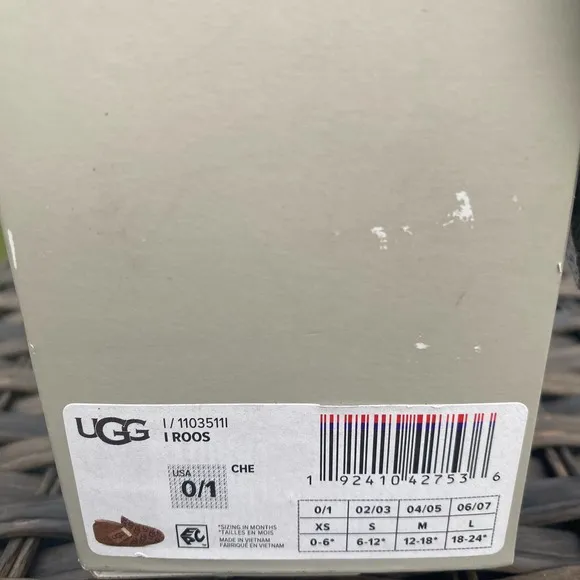 UGG
I / 1103511I
I ROOS
USA
0/1
CHE
*SIZING IN MONTHS
*TAILLES EN MOIS
MADE IN VIETNAM
FABRIQUÉ EN VIETNAM
1 92410 42753 6
0/1 02/03 04/05 06/07
XS S M L
0-6* 6-12* 12-18* 18-24*